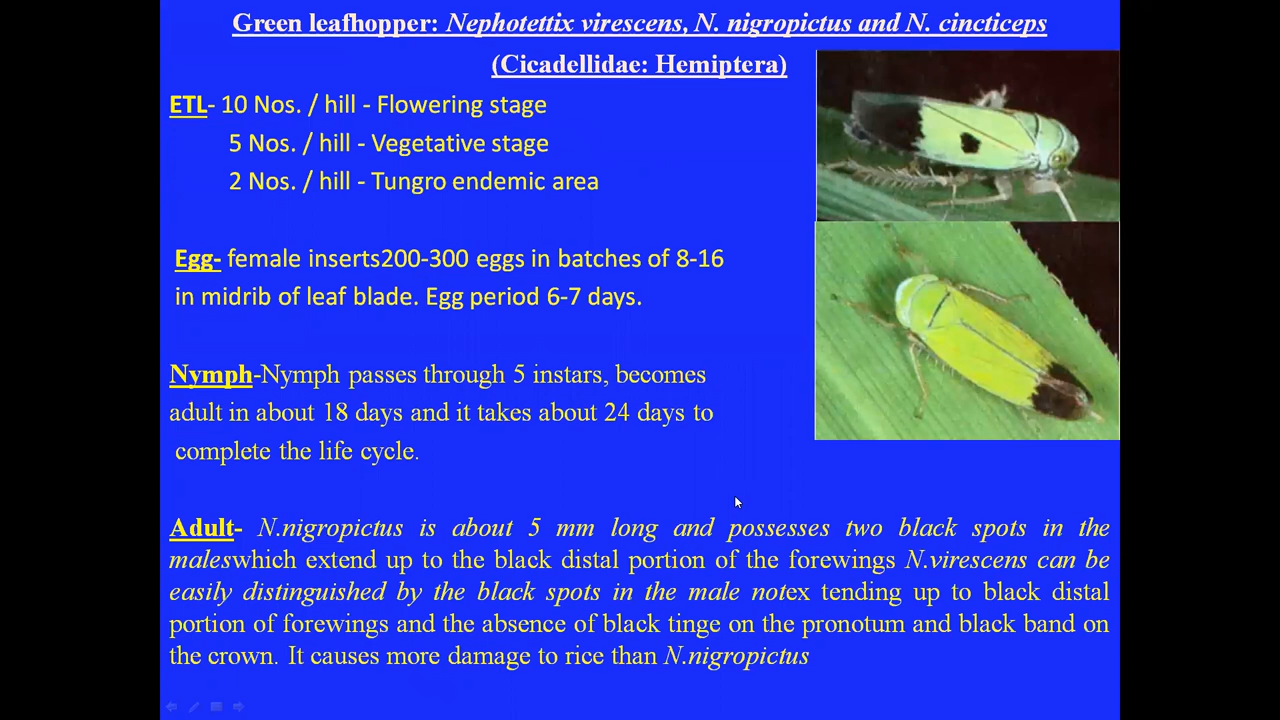 Green leafhopper: Nephotettix virescens, N. nigropictus and N. cincticeps
(Cicadellidae: Hemiptera)
ETL- 10 Nos. / hill - Flowering stage
5 Nos. / hill - Vegetative stage
2 Nos. / hill - Tungro endemic area
Egg- female inserts200-300 eggs in batches of 8-16
in midrib of leaf blade. Egg period 6-7 days.
Nymph-Nymph passes through 5 instars, becomes
adult in about 18 days and it takes about 24 days to
complete the life cycle.
Adult- N.nigropictus is about 5 mm long and possesses two black spots in the
maleswhich extend up to the black distal portion of the forewings N.virescens can be
easily distinguished by the black spots in the male notex tending up to black distal
portion of forewings and the absence of black tinge on the pronotum and black band on
the crown. It causes more damage to rice than N.nigropictus